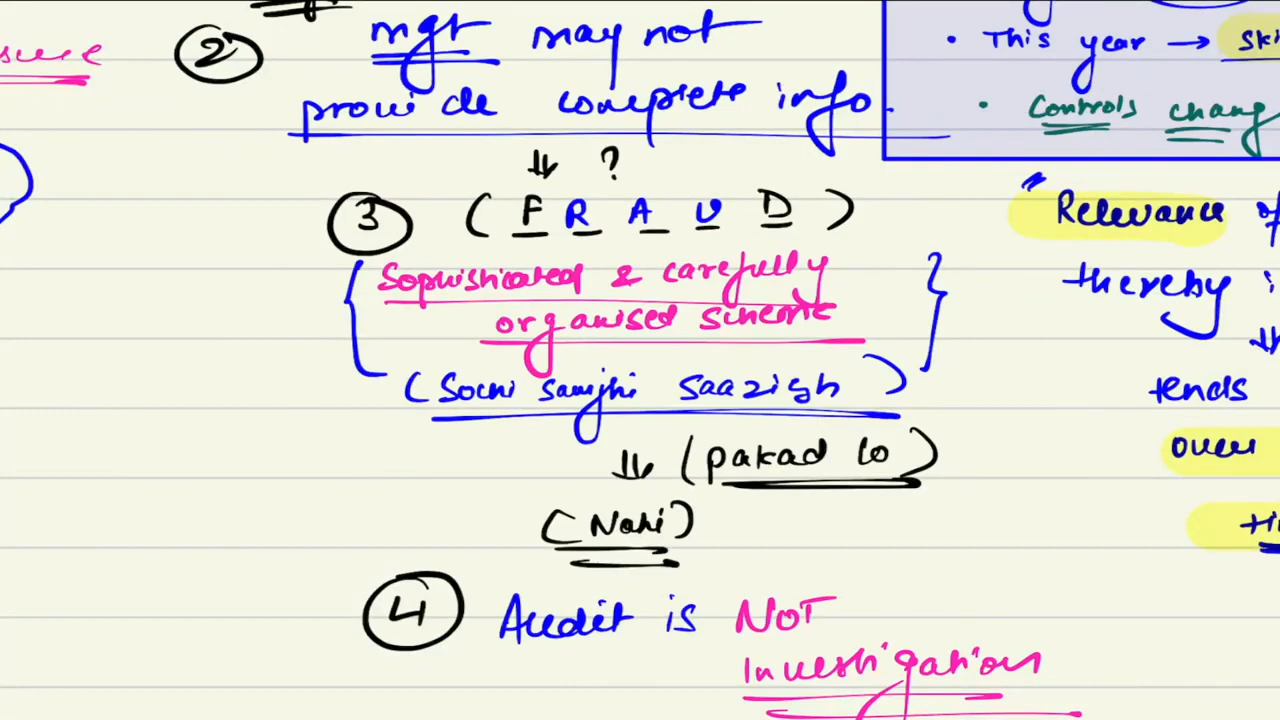 ② mgt may not
provide complete info.
⇓ ?
③ (F R A U D)
{Sophisticated & carefully
organised scheme
(Sochi samjhi saazish)}
⇓ (pakad lo)
(Nahi)
④ Audit is NOT
Investigation
• This year →
• Controls
"Relevance of
thereby
⇓
tends
over